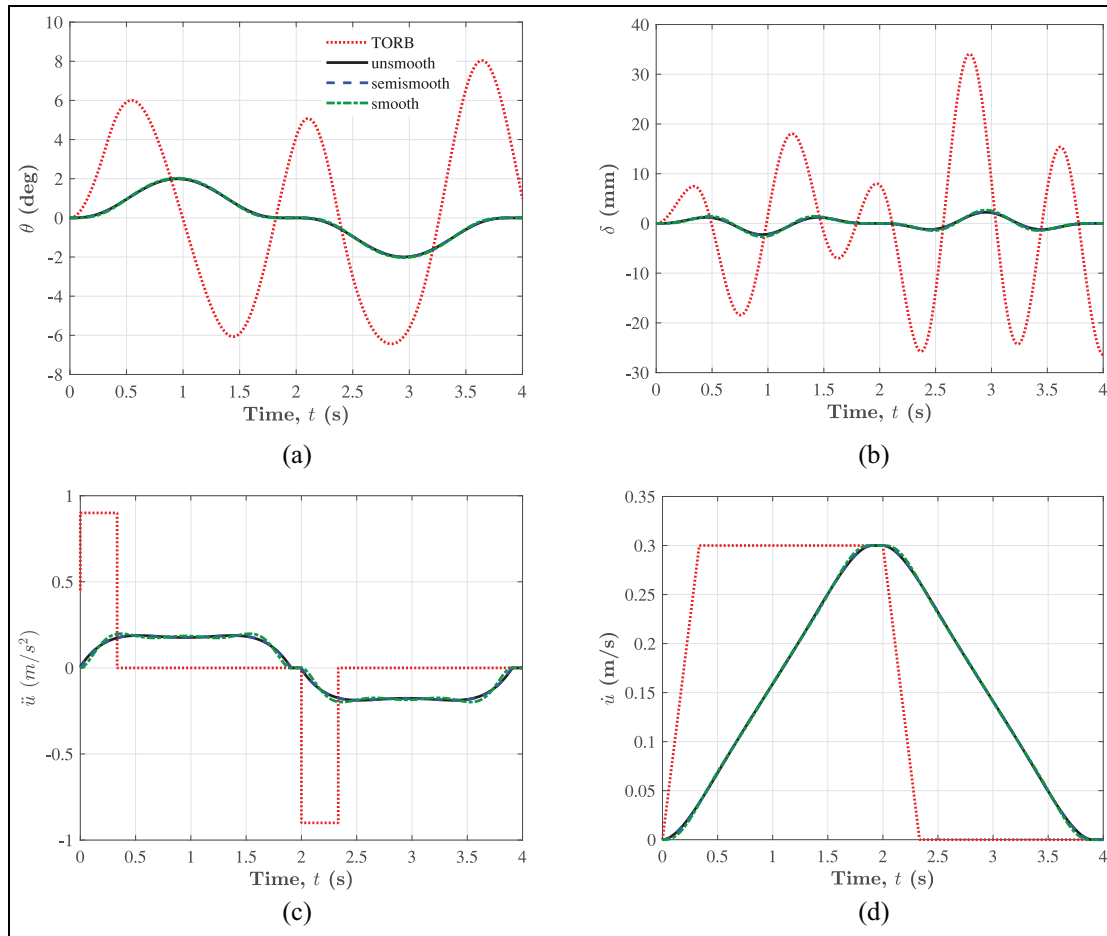 10
8
6
4
2
0
-2
-4
-6
-8
θ (deg)
TORB
unsmooth
semismooth
smooth
0 0.5 1 1.5 2 2.5 3 3.5 4
Time, t (s)
(a)
40
30
20
10
0
-10
-20
-30
δ (mm)
0 0.5 1 1.5 2 2.5 3 3.5 4
Time, t (s)
(b)
1
0.5
0
-0.5
-1
ü (m/s²)
0 0.5 1 1.5 2 2.5 3 3.5 4
Time, t (s)
(c)
0.35
0.3
0.25
0.2
0.15
0.1
0.05
0
u̇ (m/s)
0 0.5 1 1.5 2 2.5 3 3.5 4
Time, t (s)
(d)